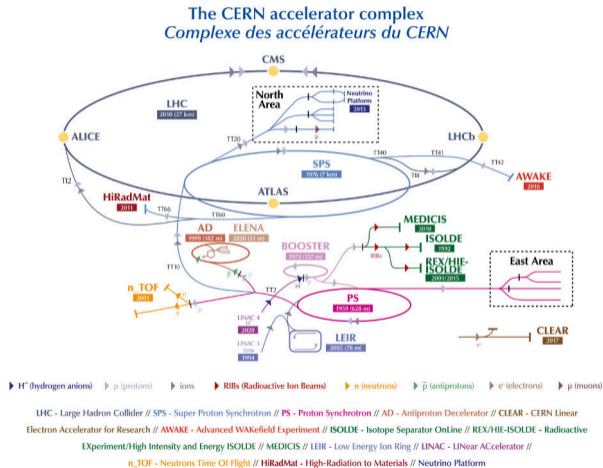 The CERN accelerator complex
Complexe des accélérateurs du CERN
CMS
North Area
Neutrino Platform
2015
LHC
2010 (27 km)
ALICE
LHCb
TT20
TT40
TT41
TT42
SPS
1976 (7 km)
TI8
TI2
AWAKE
2016
ATLAS
HiRadMat
2011
TT66
TT60
AD
1999 (182 m)
ELENA
2020 (31 m)
MEDICIS
2010
ISOLDE
1992
BOOSTER
1972 (157 m)
RIBs
REX/HIE-ISOLDE
2001/2015
East Area
TT10
n_TOF
2001
TT2
PS
1959 (628 m)
LINAC 4
2020
LINAC 3
Ions
1994
LEIR
2005 (78 m)
CLEAR
2017
H⁻ (hydrogen anions)
p (protons)
ions
RIBs (Radioactive Ion Beams)
n (neutrons)
p̅ (antiprotons)
e⁻ (electrons)
μ (muons)
LHC - Large Hadron Collider // SPS - Super Proton Synchrotron // PS - Proton Synchrotron // AD - Antiproton Decelerator // CLEAR - CERN Linear
Electron Accelerator for Research // AWAKE - Advanced WAKefield Experiment // ISOLDE - Isotope Separator OnLine // REX/HIE-ISOLDE - Radioactive
EXperiment/High Intensity and Energy ISOLDE // MEDICIS // LEIR - Low Energy Ion Ring // LINAC - LINear ACcelerator //
n_TOF - Neutrons Time Of Flight // HiRadMat - High-Radiation to Materials // Neutrino Platform